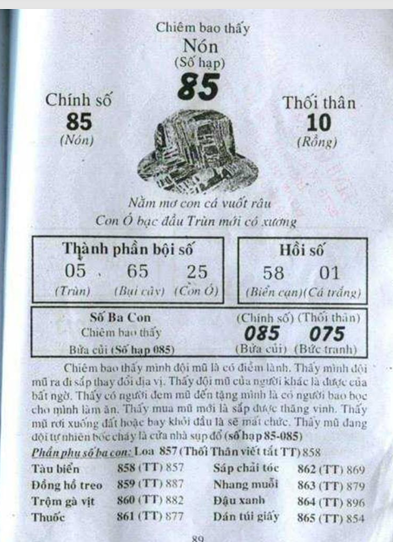 Chiêm bao thấy
Nón
(Số hạp)
85
Chính số
85
(Nón)
Thối thân
10
(Rồng)
Nằm mơ con cá vuốt râu
Con Ó bạc đầu Trùn mới có xương
Thành phần bội số
05 65 25
(Trùn) (Bụi cây) (Con Ó)
Hồi số
58 01
(Biển cạn) (Cá trắng)
Số Ba Con
Chiêm bao thấy
Bửa củi (Số hạp 085)
(Chính số) (Thối thân)
085 075
(Bửa củi) (Bức tranh)
Chiêm bao thấy mình đội mũ là có điềm lành. Thấy mình đội
mũ ra đi sắp thay đổi địa vị. Thấy đội mũ của người khác là được của
bất ngờ. Thấy có người đem mũ đến tặng mình là có người bao bọc
cho mình làm ăn. Thấy mua mũ mới là sắp được thăng vinh. Thấy
mũ rơi xuống đất hoặc bay khỏi đầu là sẽ mất chức. Thấy mũ đang
đội tự nhiên bốc cháy là cửa nhà sụp đổ (số hạp 85-085)
Phần phụ số ba con: Loa 857 (Thối Thân viết tắt TT) 858
Tàu biển 858 (TT) 857 Sáp chải tóc 862 (TT) 869
Đồng hồ treo 859 (TT) 887 Nhang muỗi 863 (TT) 879
Trộm gà vịt 860 (TT) 882 Đậu xanh 864 (TT) 896
Thuốc 861 (TT) 877 Dán túi giấy 865 (TT) 854
89